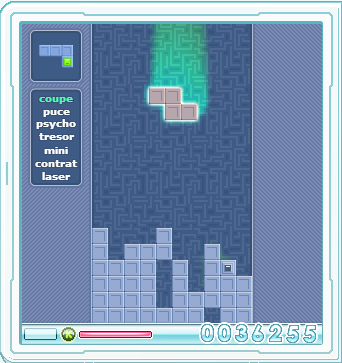 coupe
puce
psycho
tresor
mini
contrat
laser
0036255